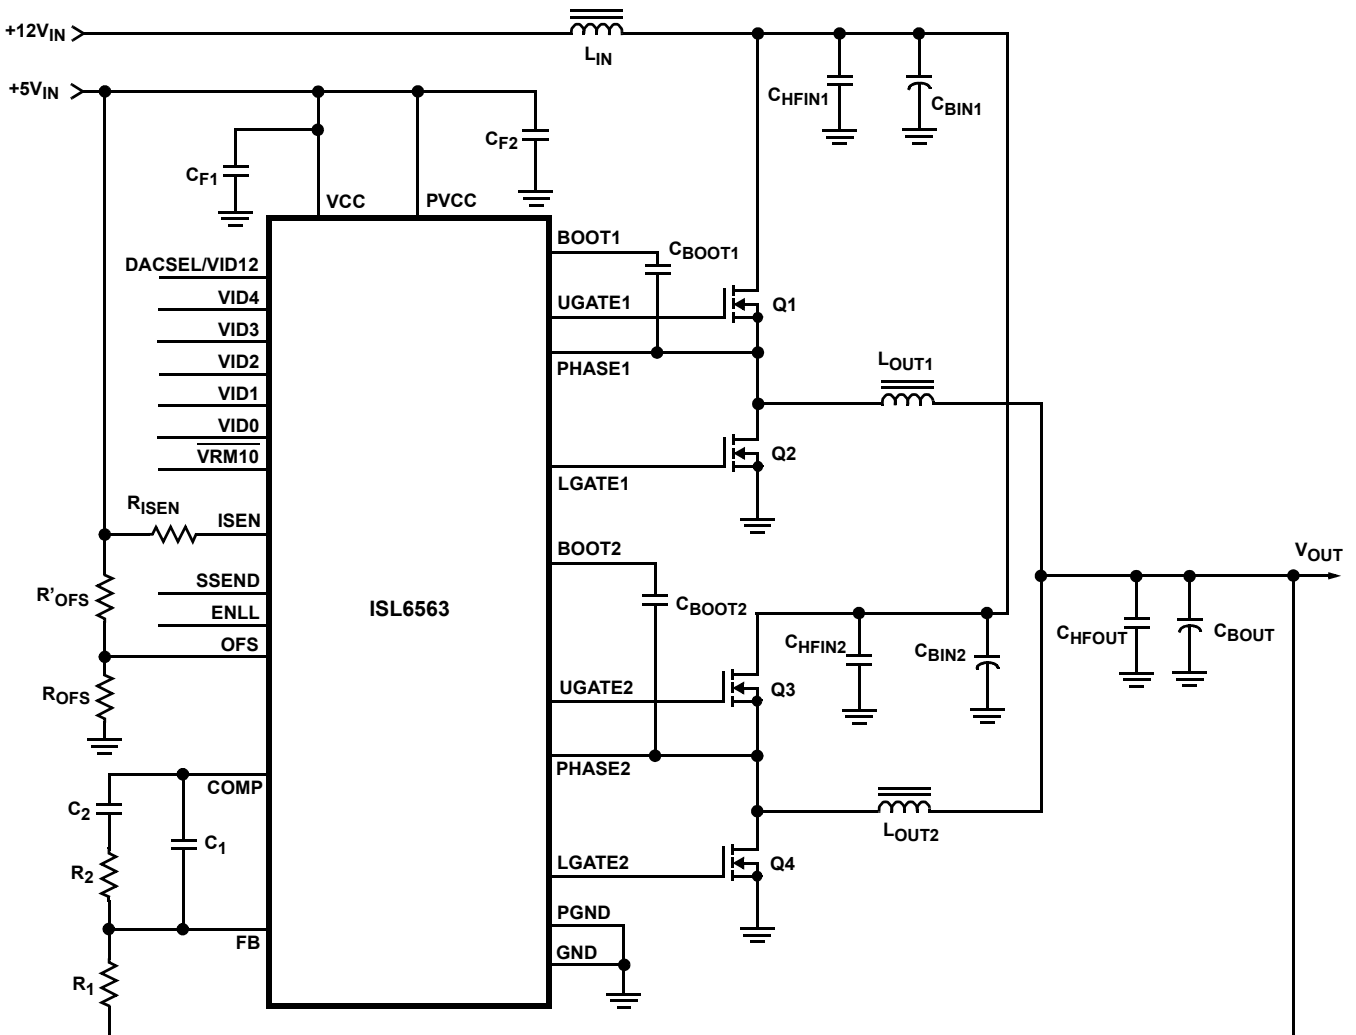 +12VIN
LIN
+5VIN
CHFIN1
CBIN1
CF2
CF1
VCC
PVCC
BOOT1
CBOOT1
DACSEL/VID12
VID4
UGATE1
Q1
VID3
VID2
PHASE1
LOUT1
VID1
VID0
VRM10
Q2
LGATE1
RISEN
ISEN
BOOT2
VOUT
SSEND
R'OFS
ISL6563
CBOOT2
ENLL
OFS
CHFIN2
CBIN2
CHFOUT
CBOUT
ROFS
UGATE2
Q3
PHASE2
COMP
C2
C1
LOUT2
R2
LGATE2
Q4
PGND
FB
GND
R1